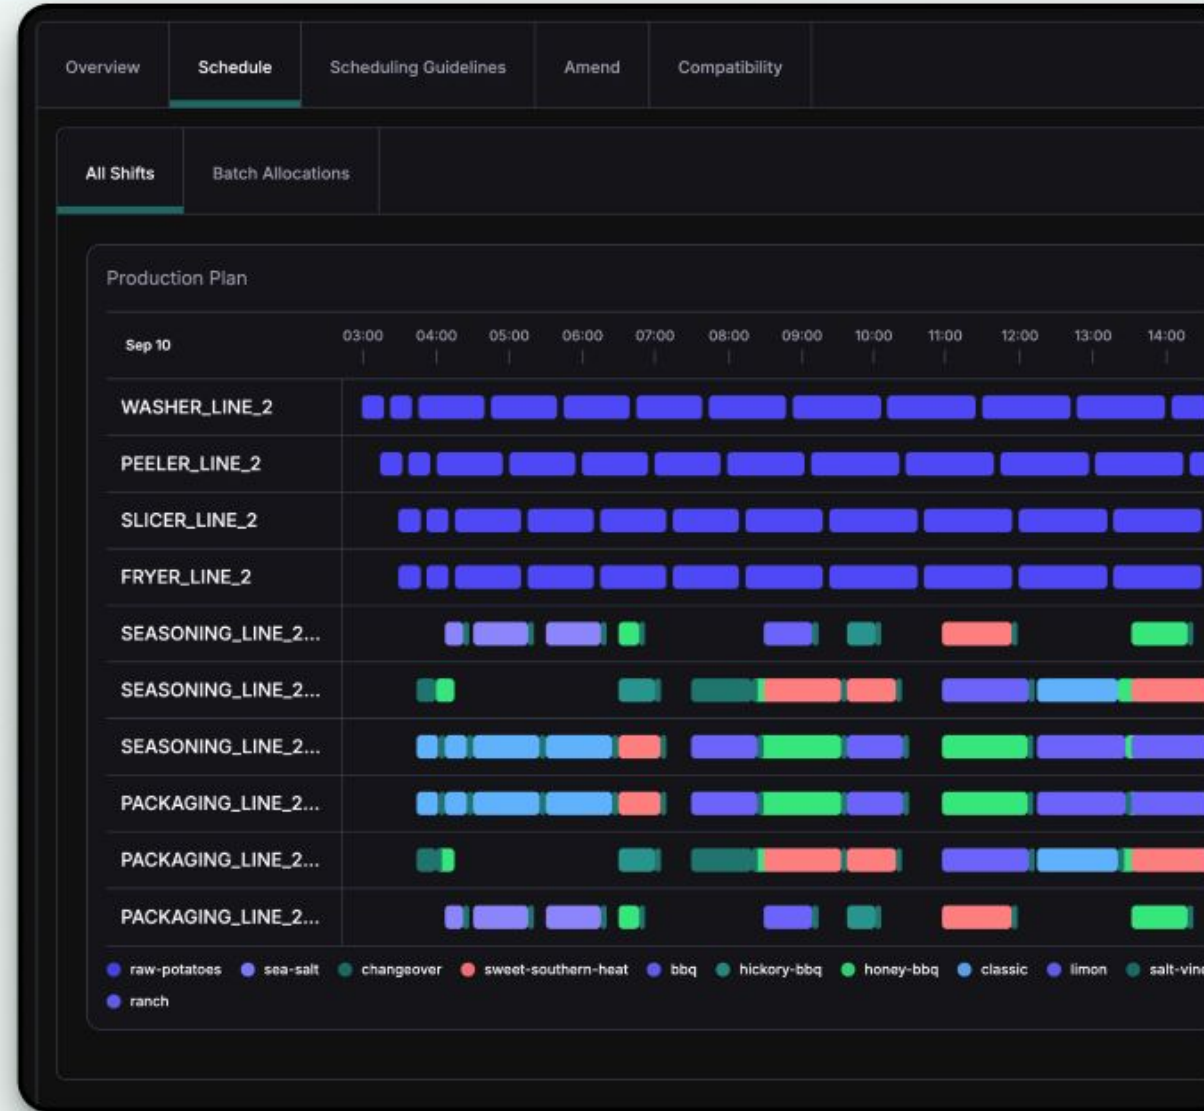 Overview Schedule Scheduling Guidelines Amend Compatibility
All Shifts Batch Allocations
Production Plan
Sep 10 03:00 04:00 05:00 06:00 07:00 08:00 09:00 10:00 11:00 12:00 13:00 14:00
WASHER_LINE_2
PEELER_LINE_2
SLICER_LINE_2
FRYER_LINE_2
SEASONING_LINE_2...
SEASONING_LINE_2...
SEASONING_LINE_2...
PACKAGING_LINE_2...
PACKAGING_LINE_2...
PACKAGING_LINE_2...
raw-potatoes sea-salt changeover sweet-southern-heat bbq hickory-bbq honey-bbq classic limon
ranch